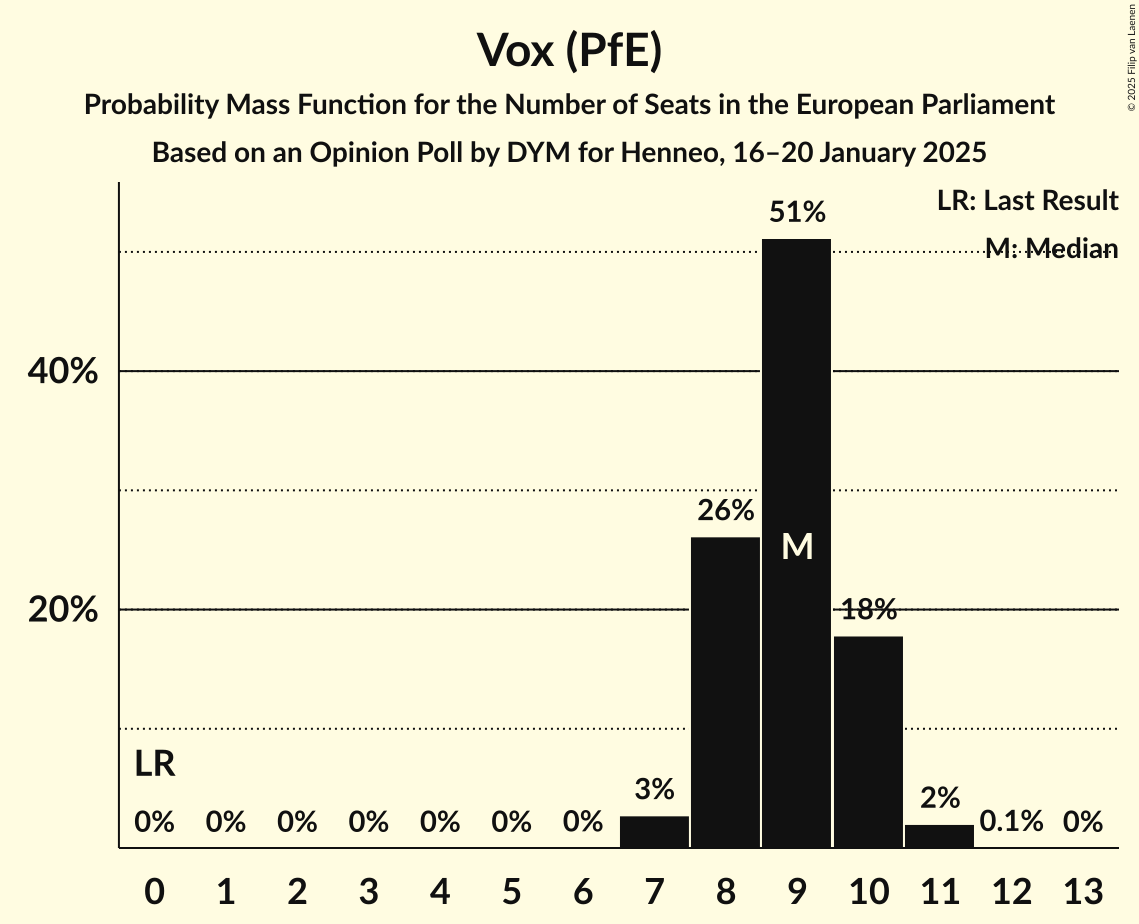 Vox (PfE)
Probability Mass Function for the Number of Seats in the European Parliament
Based on an Opinion Poll by DYM for Henneo, 16–20 January 2025
© 2025 Filip van Laenen
LR: Last Result
M: Median
51%
40%
26%
M
20%
18%
LR
3%
2%
0% 0% 0% 0% 0% 0% 0% 0.1% 0%
0 1 2 3 4 5 6 7 8 9 10 11 12 13